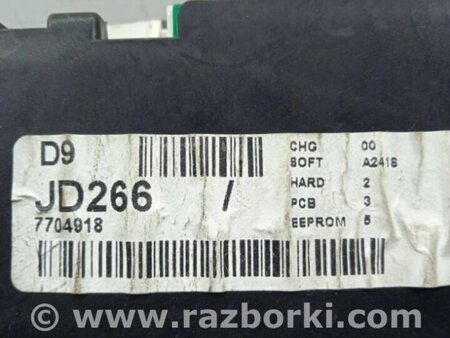 D9
JD266 /
7704918
CHG 00
SOFT A2418
HARD 2
PCB 3
EEPROM 5
www.razborki.com